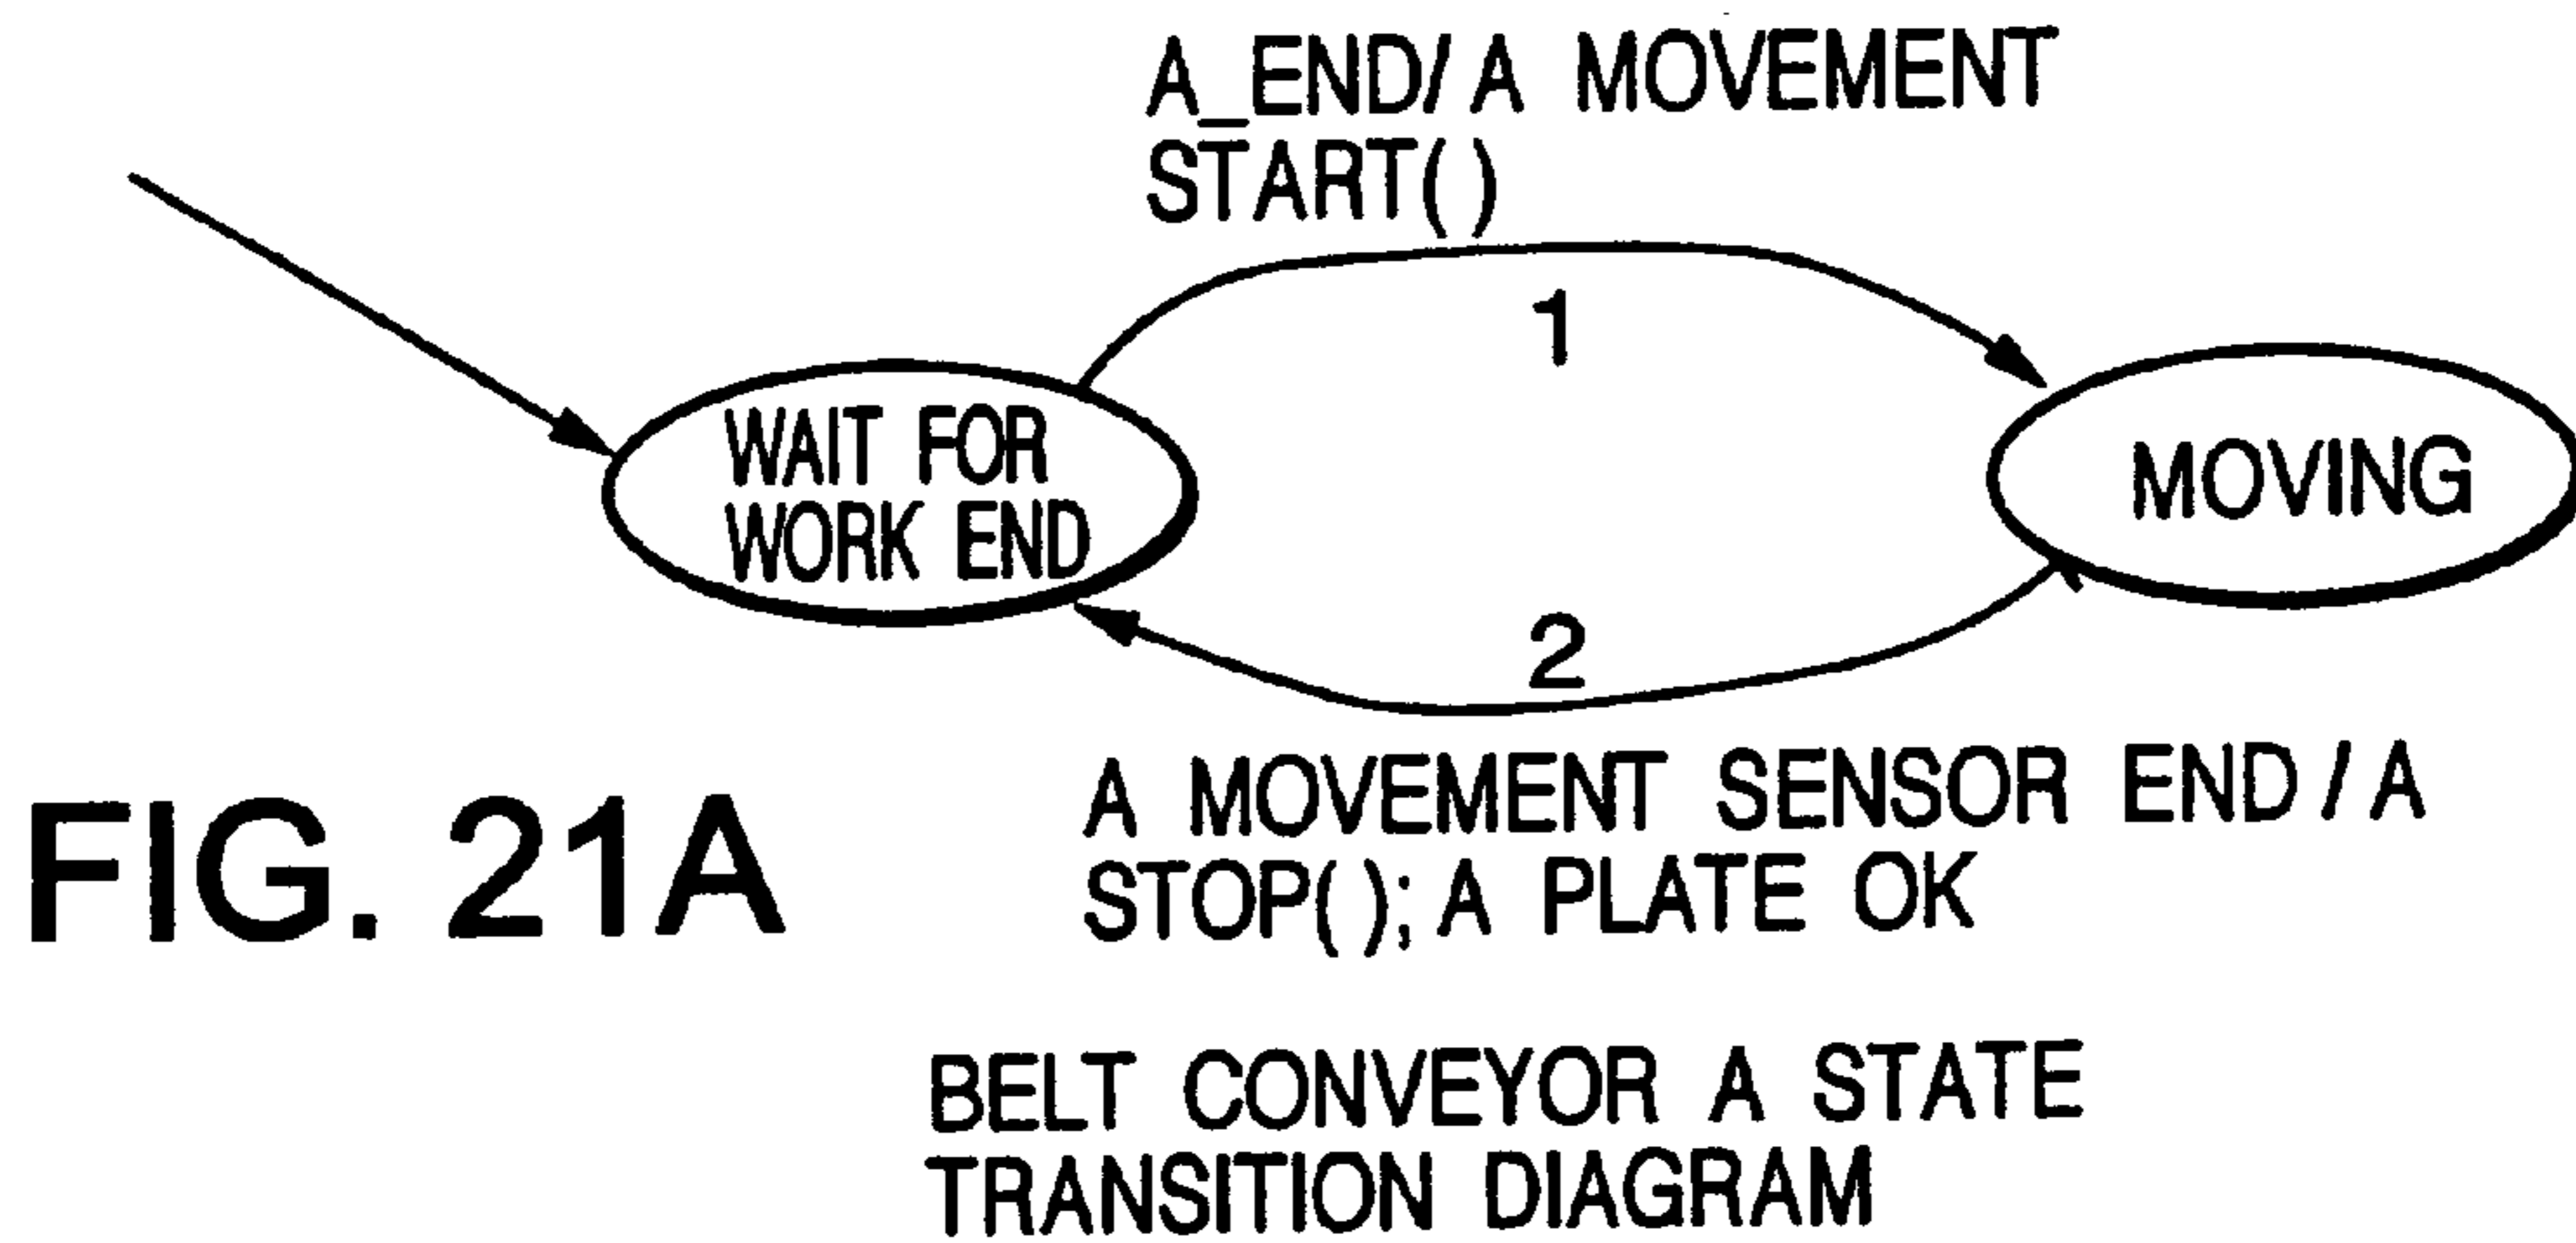 A_END/ A MOVEMENT
START( )
1
WAIT FOR
WORK END
MOVING
2
A MOVEMENT SENSOR END / A
STOP( ); A PLATE OK
FIG. 21A
BELT CONVEYOR A STATE
TRANSITION DIAGRAM